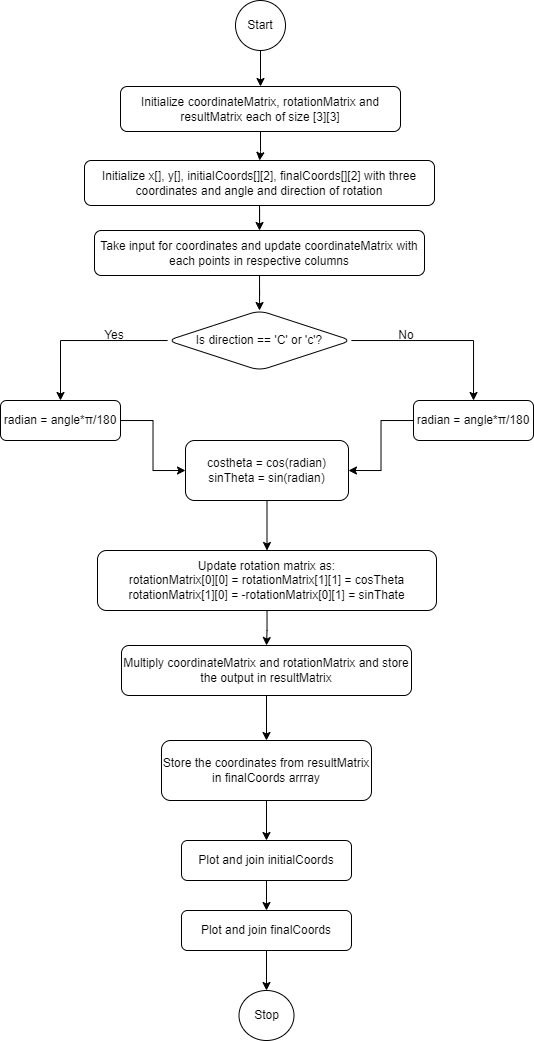 Start
Initialize coordinateMatrix, rotationMatrix and
resultMatrix each of size [3][3]
Initialize x[], y[], initialCoords[][2], finalCoords[][2] with three
coordinates and angle and direction of rotation
Take input for coordinates and update coordinateMatrix with
each points in respective columns
Is direction == 'C' or 'c'?
Yes
No
radian = angle*π/180
radian = angle*π/180
costheta = cos(radian)
sinTheta = sin(radian)
Update rotation matrix as:
rotationMatrix[0][0] = rotationMatrix[1][1] = cosTheta
rotationMatrix[1][0] = -rotationMatrix[0][1] = sinThate
Multiply coordinateMatrix and rotationMatrix and store
the output in resultMatrix
Store the coordinates from resultMatrix
in finalCoords arrray
Plot and join initialCoords
Plot and join finalCoords
Stop